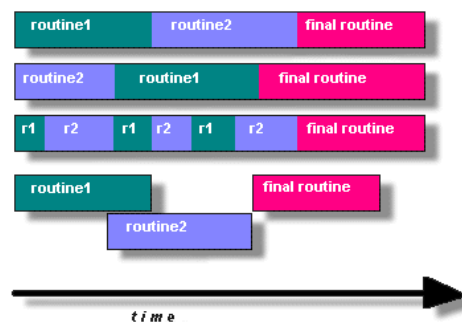 routine1 routine2 final routine
routine2 routine1 final routine
r1 r2 r1 r2 r1 r2 final routine
routine1 final routine
routine2
time